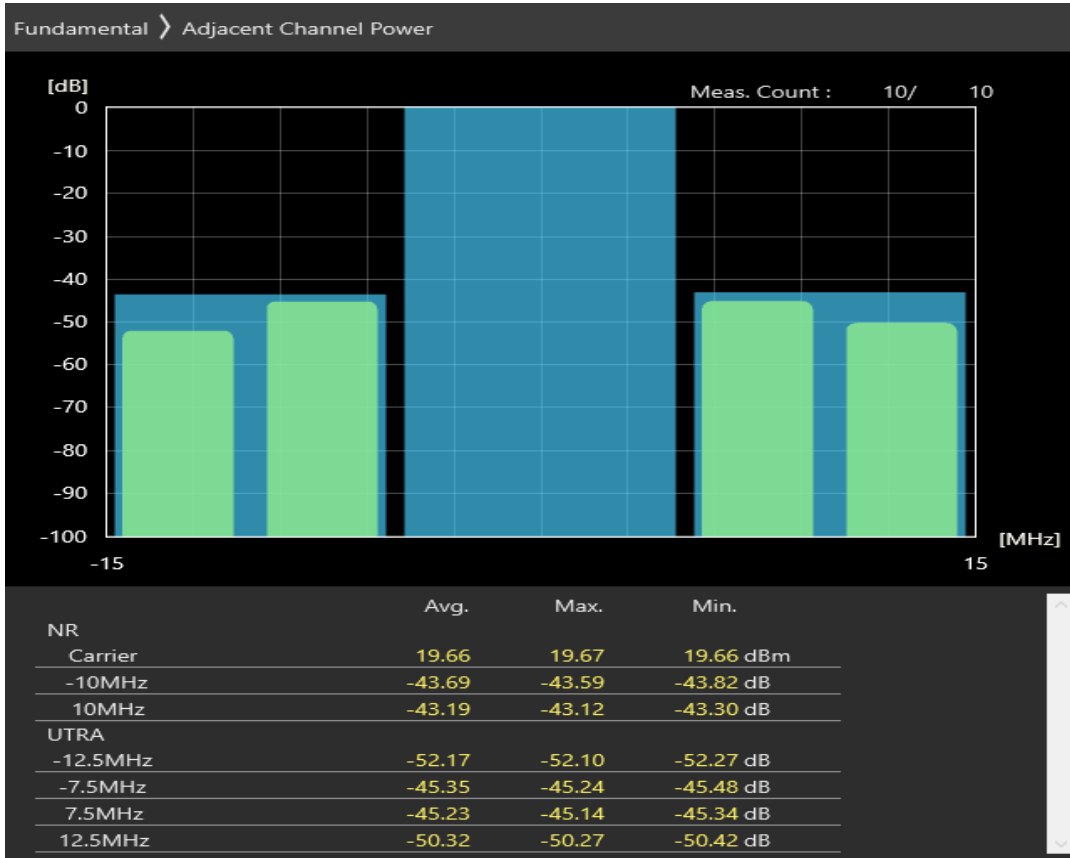 Fundamental 〉 Adjacent Channel Power
[dB]
Meas. Count : 10/ 10
0
-10
-20
-30
-40
-50
-60
-70
-80
-90
-100
[MHz]
-15 15
Avg. Max. Min.
NR
Carrier 19.66 19.67 19.66 dBm
-10MHz -43.69 -43.59 -43.82 dB
10MHz -43.19 -43.12 -43.30 dB
UTRA
-12.5MHz -52.17 -52.10 -52.27 dB
-7.5MHz -45.35 -45.24 -45.48 dB
7.5MHz -45.23 -45.14 -45.34 dB
12.5MHz -50.32 -50.27 -50.42 dB